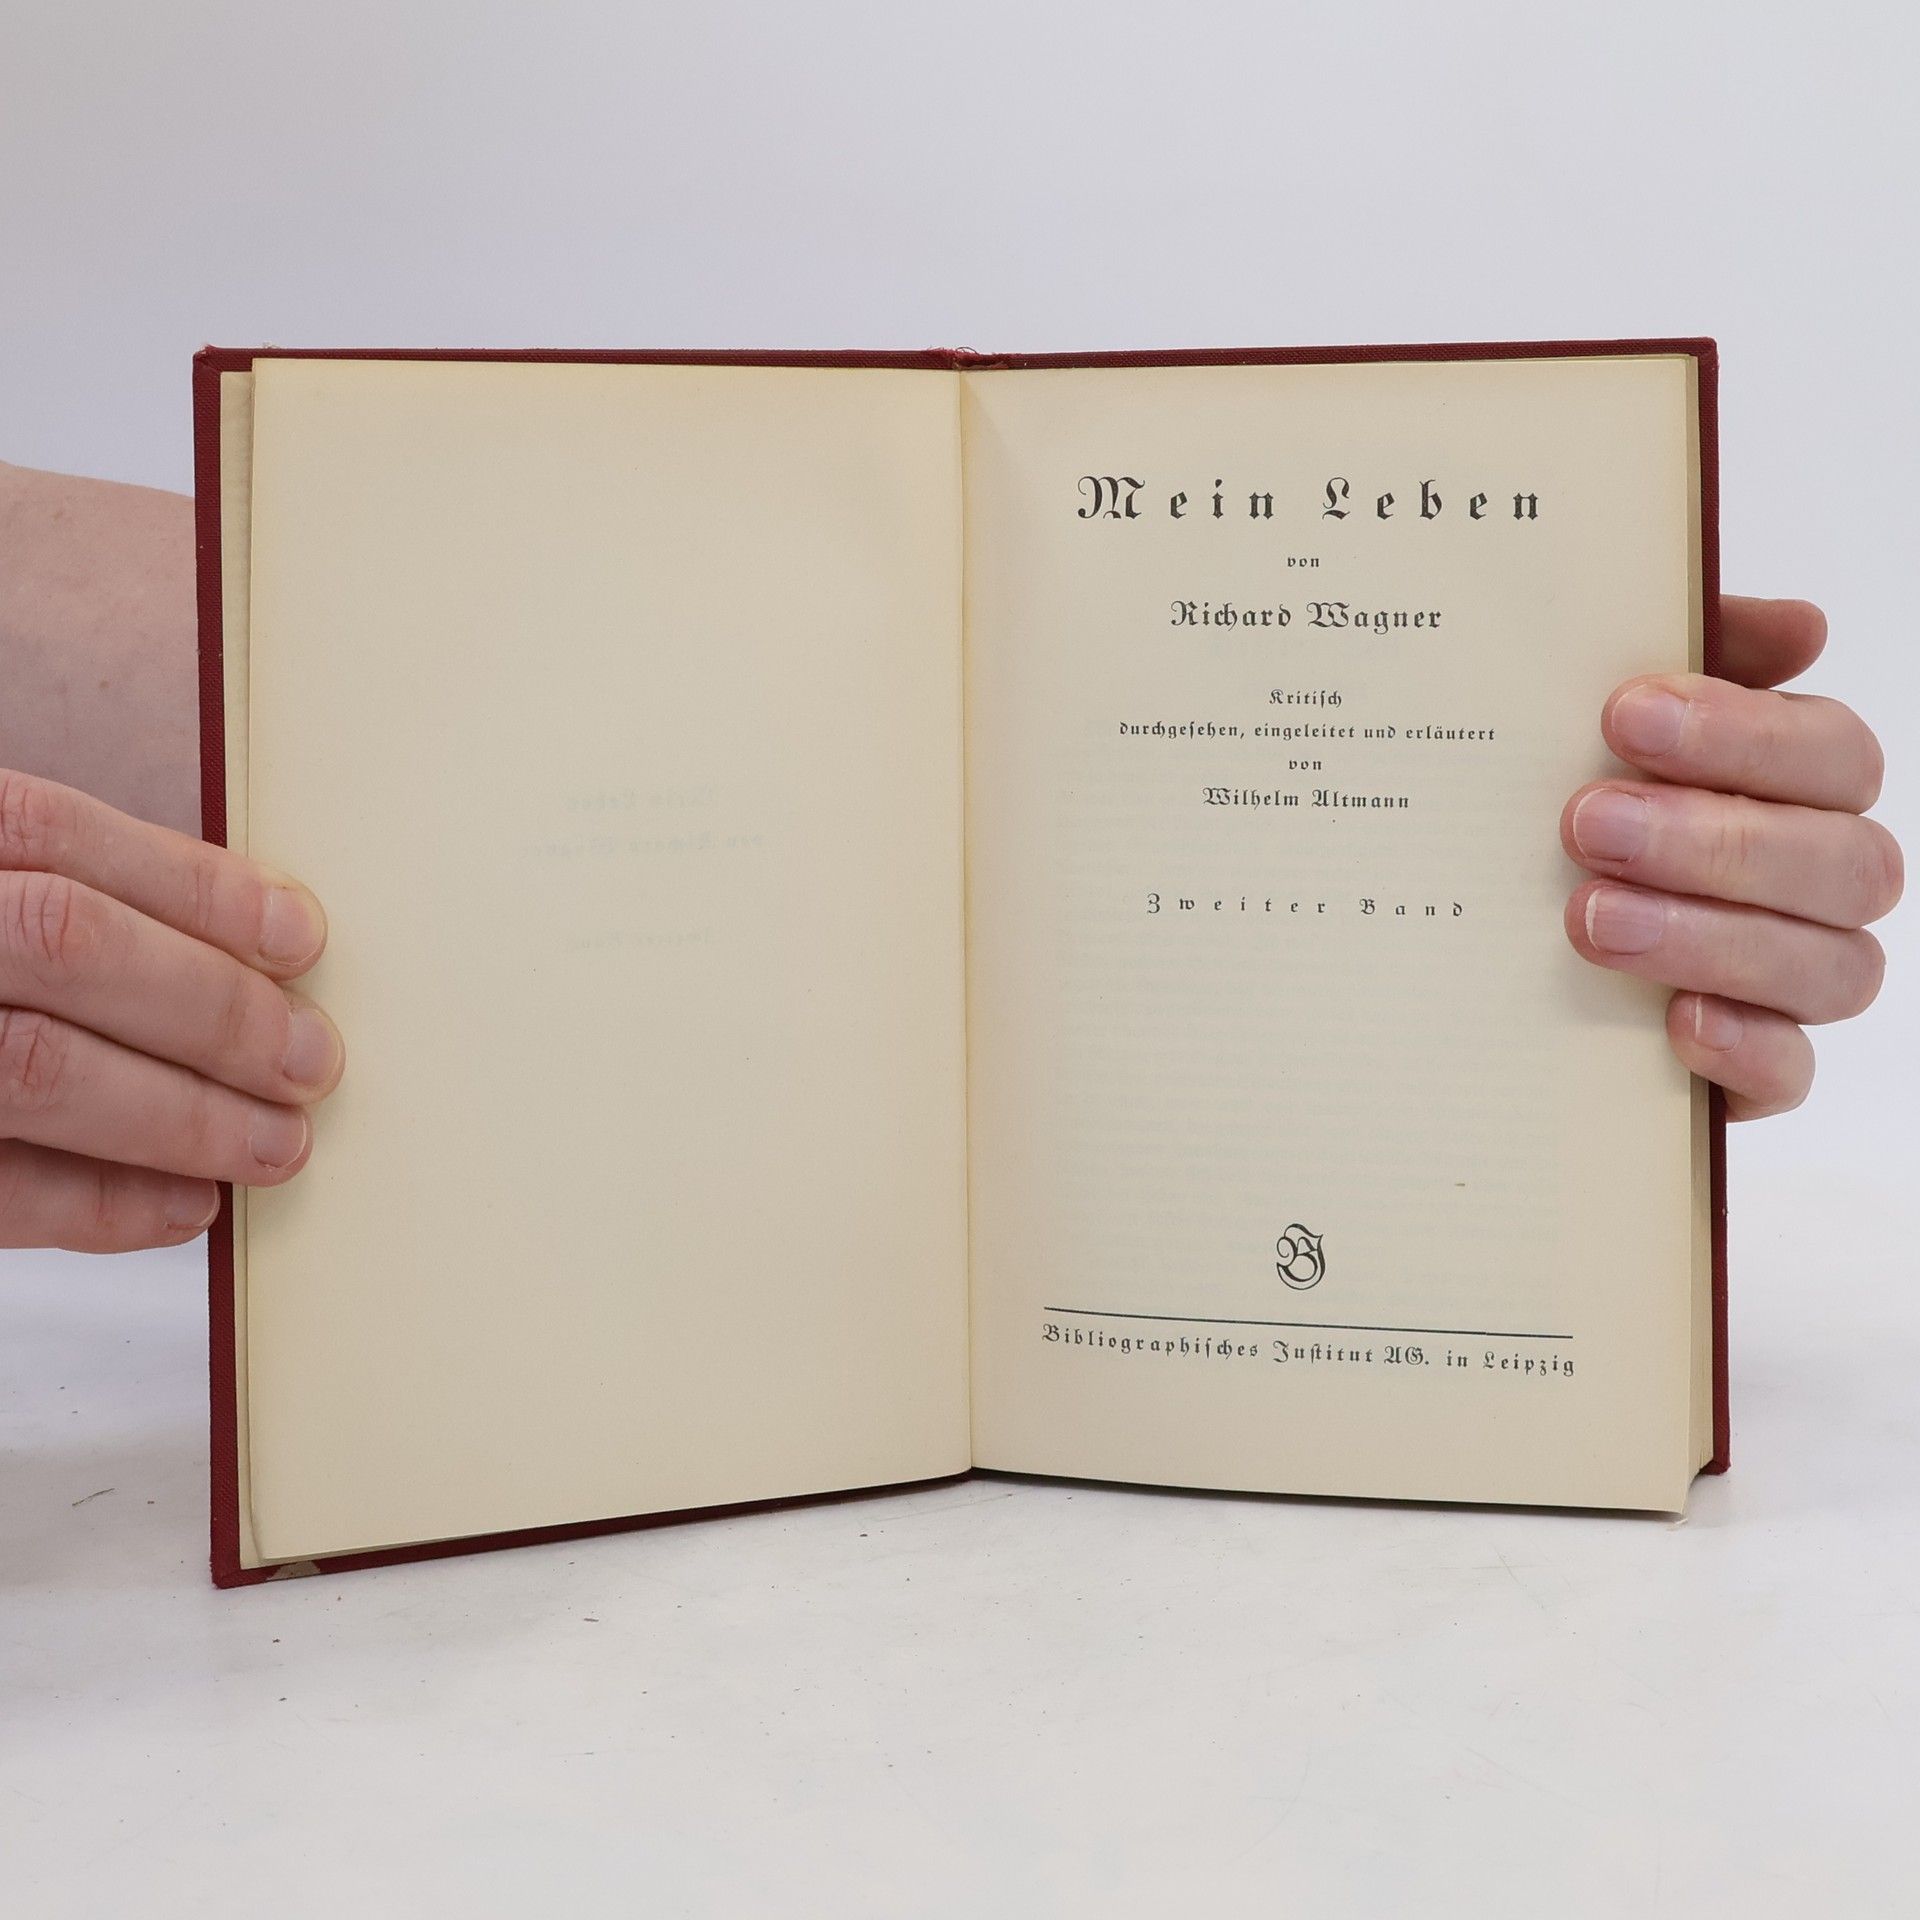 Mein Leben
von
Richard Wagner
Kritiſch
durchgeſehen, eingeleitet und erläutert
von
Wilhelm Altmann
Zweiter Band
BJ
Bibliographiſches Inſtitut AG. in Leipzig